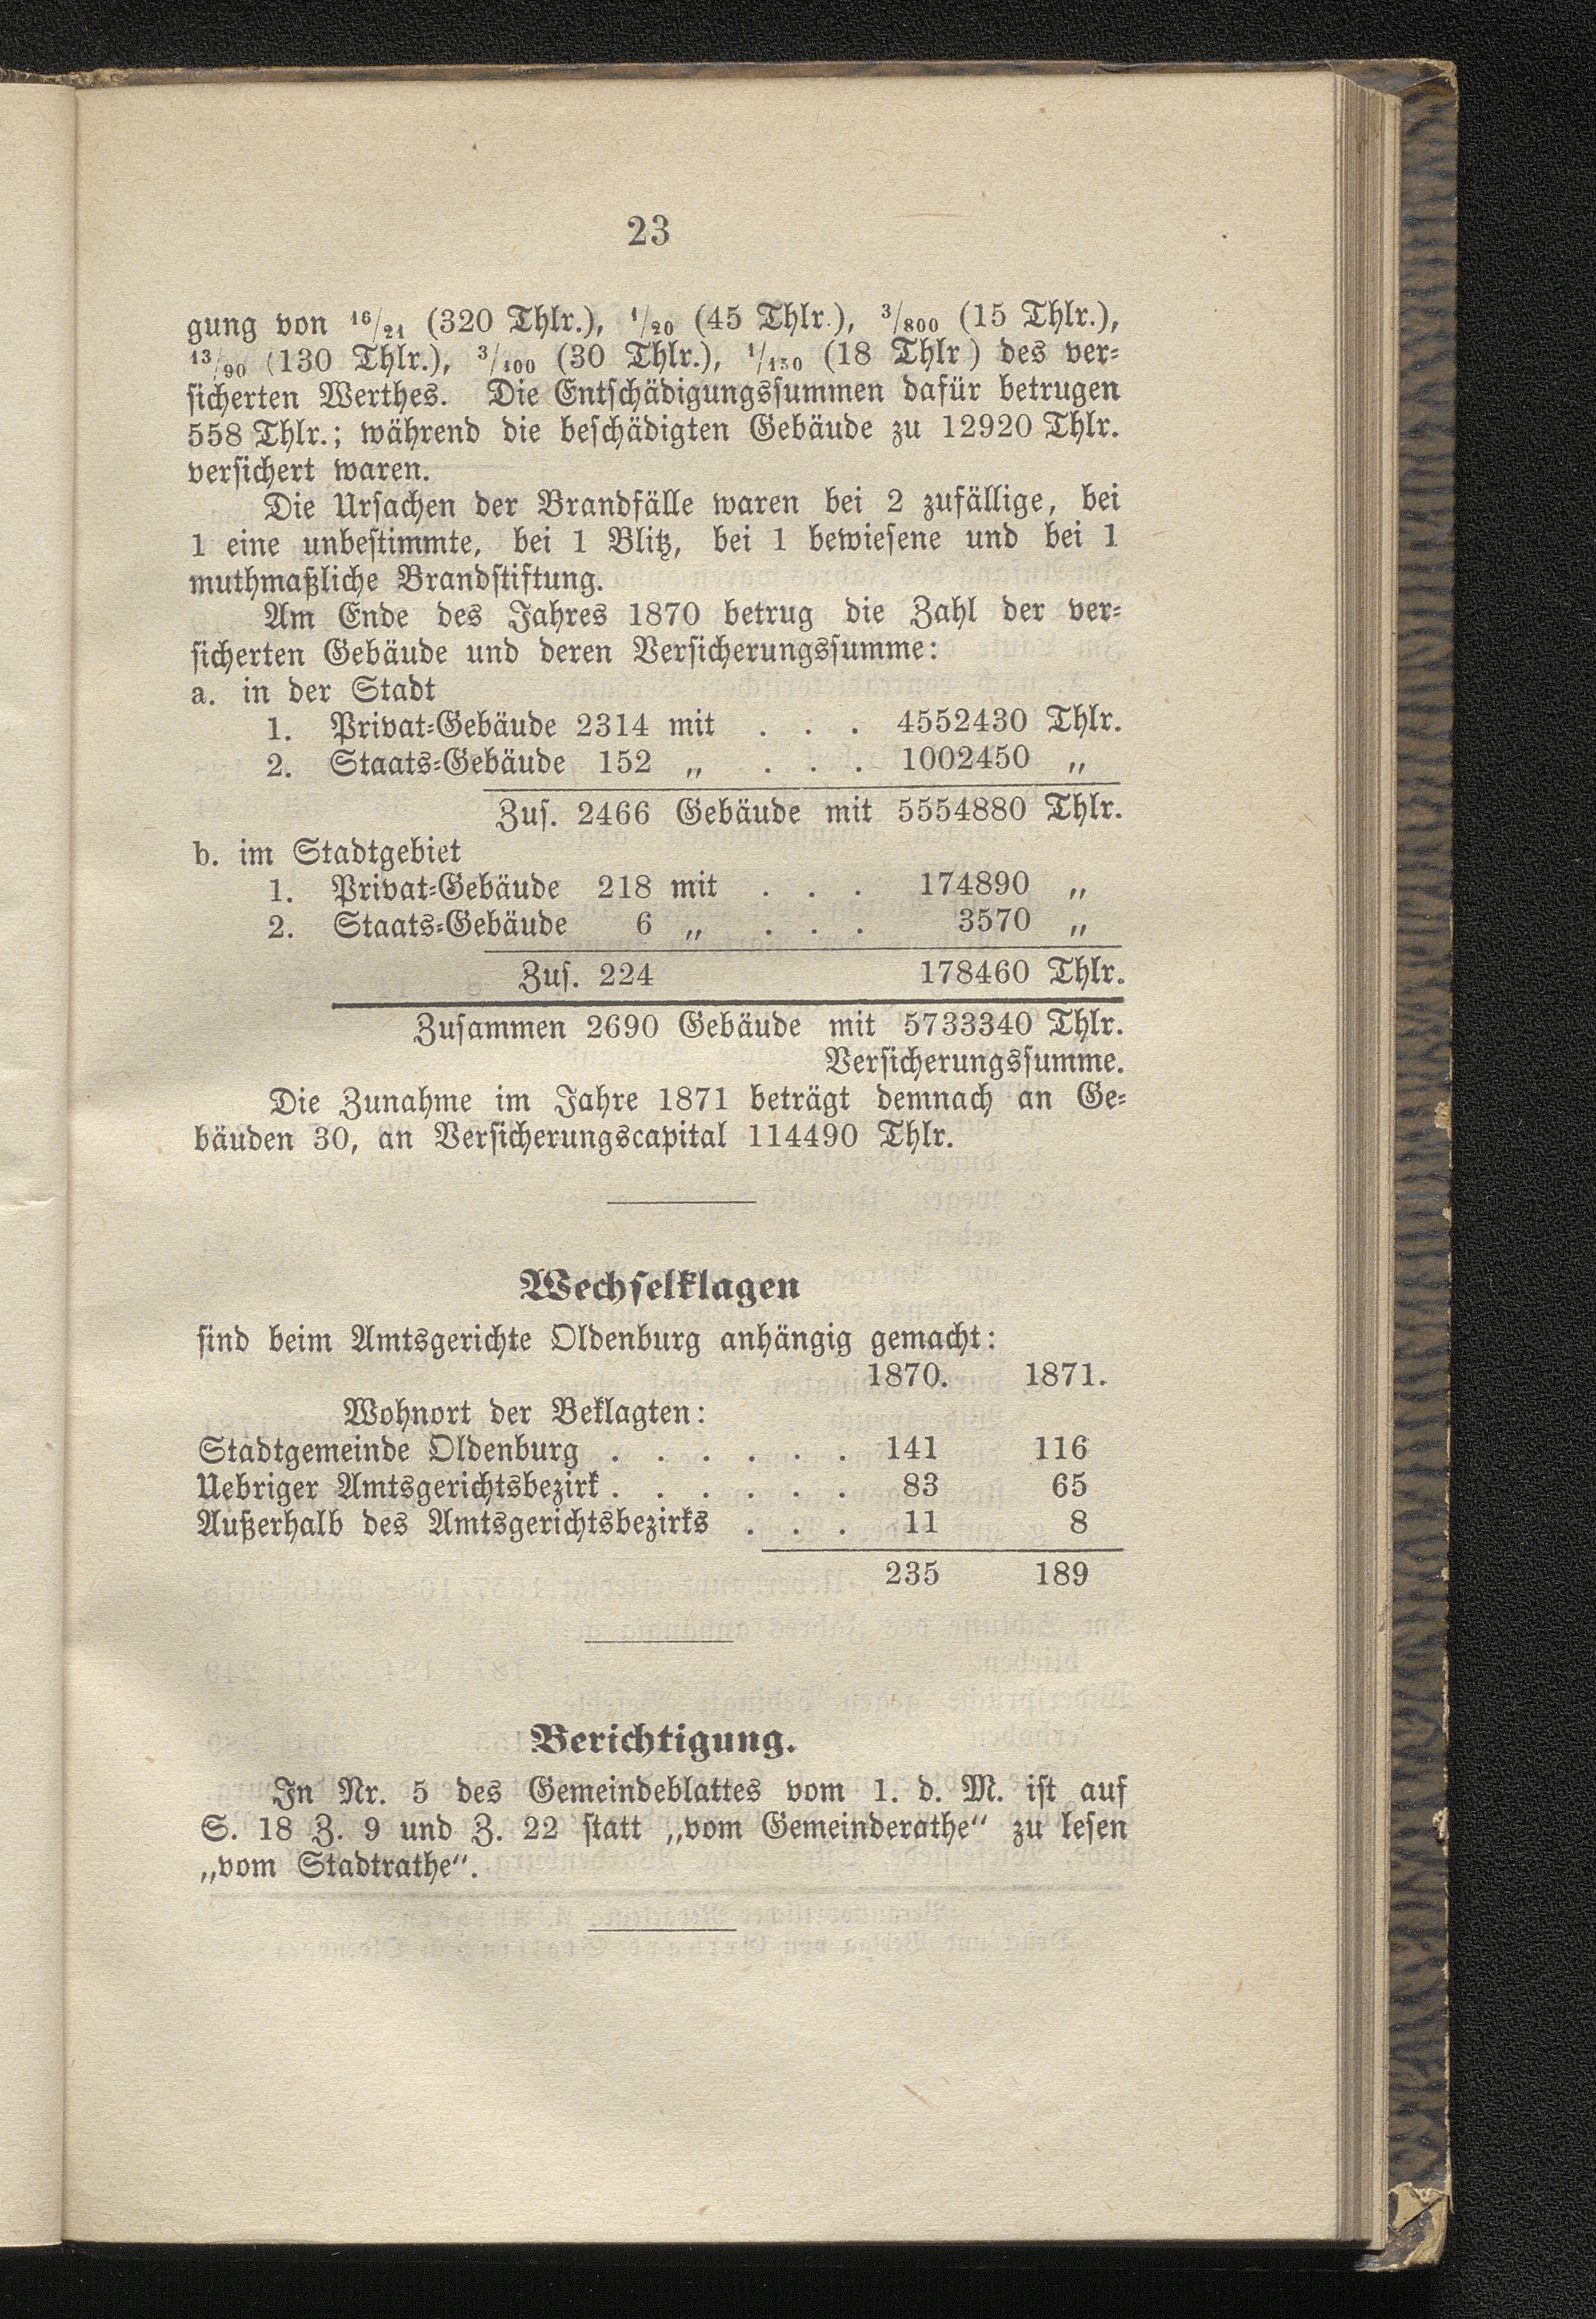 23
gung von 16/21 (320 Thlr.), 1/20 (45 Thlr.), 3/800 (15 Thlr.),
13/90 (130 Thlr.), 3/400 (30 Thlr.), 1/150 (18 Thlr) des ver-
sicherten Werthes. Die Entschädigungssummen dafür betrugen
558 Thlr.; während die beschädigten Gebäude zu 12920 Thlr.
versichert waren.
Die Ursachen der Brandfälle waren bei 2 zufällige, bei
1 eine unbestimmte, bei 1 Blitz, bei 1 bewiesene und bei 1
muthmaßliche Brandstiftung.
Am Ende des Jahres 1870 betrug die Zahl der ver-
sicherten Gebäude und deren Versicherungssumme:
a. in der Stadt
1. Privat-Gebäude 2314 mit . . . 4552430 Thlr.
2. Staats-Gebäude 152 „ . . . 1002450 „
Zus. 2466 Gebäude mit 5554880 Thlr.
b. im Stadtgebiet
1. Privat-Gebäude 218 mit . . . 174890 „
2. Staats-Gebäude 6 „ . . . 3570 „
Zus. 224 178460 Thlr.
Zusammen 2690 Gebäude mit 5733340 Thlr.
Versicherungssumme.
Die Zunahme im Jahre 1871 beträgt demnach an Ge-
bäuden 30, an Versicherungscapital 114490 Thlr.
Wechselklagen
sind beim Amtsgerichte Oldenburg anhängig gemacht:
1870. 1871.
Wohnort der Beklagten:
Stadtgemeinde Oldenburg . . . . . . 141 116
Uebriger Amtsgerichtsbezirk . . . . . . 83 65
Außerhalb des Amtsgerichtsbezirks . . . 11 8
235 189
Berichtigung.
In Nr. 5 des Gemeindeblattes vom 1. d. M. ist auf
S. 18 Z. 9 und Z. 22 statt „vom Gemeinderathe“ zu lesen
„vom Stadtrathe“.